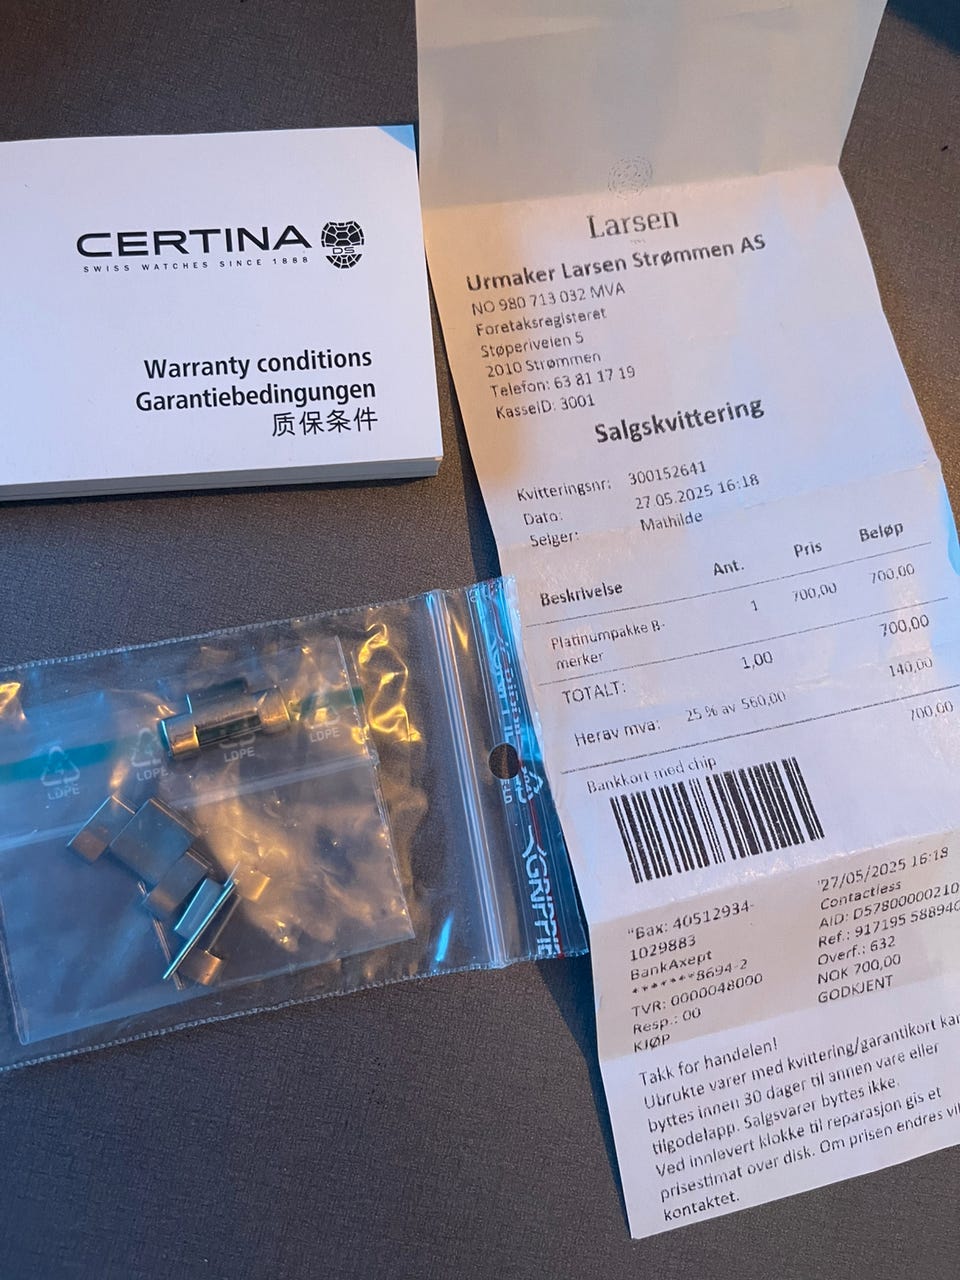 CERTINA
DS
SWISS WATCHES SINCE 1888
Warranty conditions
Garantiebedingungen
质保条件
Larsen
Urmaker Larsen Strømmen AS
NO 980 713 032 MVA
Foretaksregisteret
Støperiveien 5
2010 Strømmen
Telefon: 63 81 17 19
KasseID: 3001
Salgskvittering
Kvitteringsnr: 300152641
Dato: 27.05.2025 16:18
Selger: Mathilde
Beskrivelse Ant. Pris Beløp
Platinumpakke B- 1 700,00 700,00
merker
TOTALT: 1,00 700,00
Herav mva: 25 % av 560,00 140,00
Bankkort med chip 700,00
"Bax: 40512934-
1029883
BankAxept
*******8694-2
TVR: 0000048000
Resp.: 00
KJØP
'27/05/2025 16:18
Contactless
AID: D57800000210
Ref.: 917195 588940
Overf.: 632
NOK 700,00
GODKJENT
Takk for handelen!
Ubrukte varer med kvittering/garantikort kan
byttes innen 30 dager til annen vare eller
tilgodelapp. Salgsvarer byttes ikke.
Ved innlevert klokke til reparasjon gis et
prisestimat over disk. Om prisen endres vil
kontaktet.
LDPE
LDPE
LDPE
LDPE
GRIPPIE